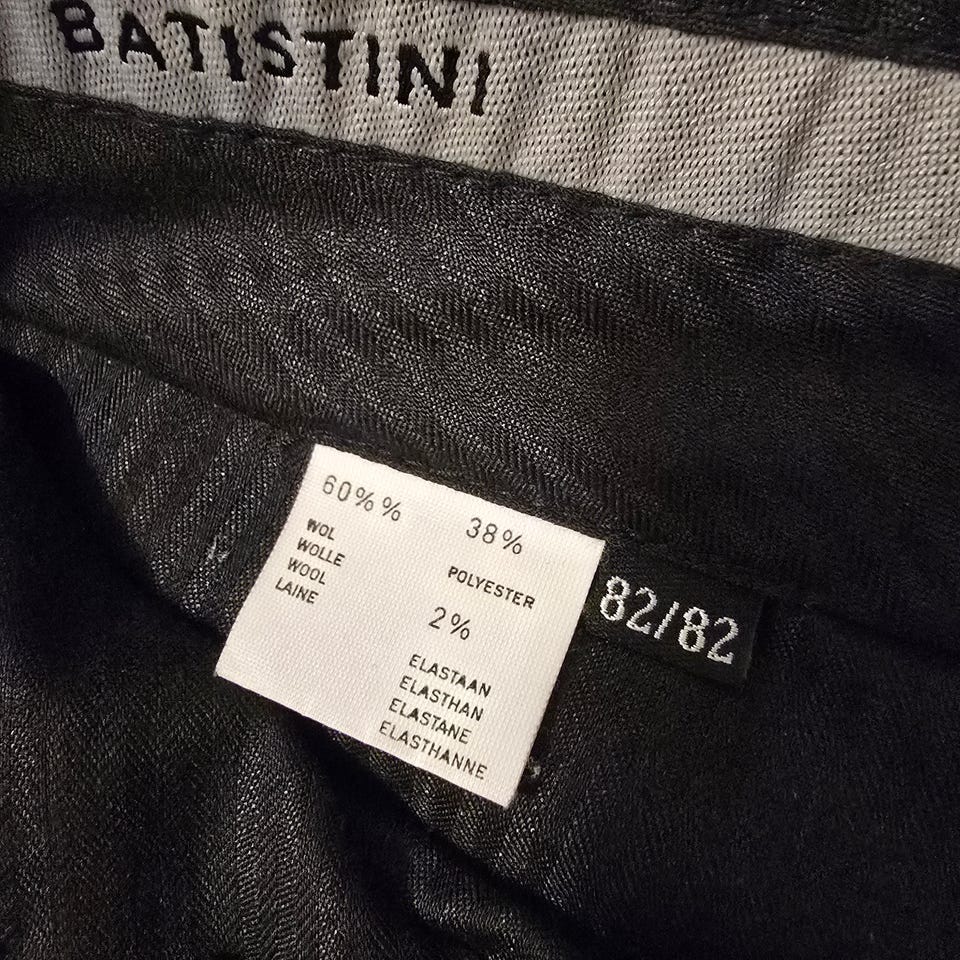 BATISTINI
60%%
WOL
WOLLE
WOOL
LAINE
38%
POLYESTER
2%
ELASTAAN
ELASTHAN
ELASTANE
ELASTHANNE
82/82